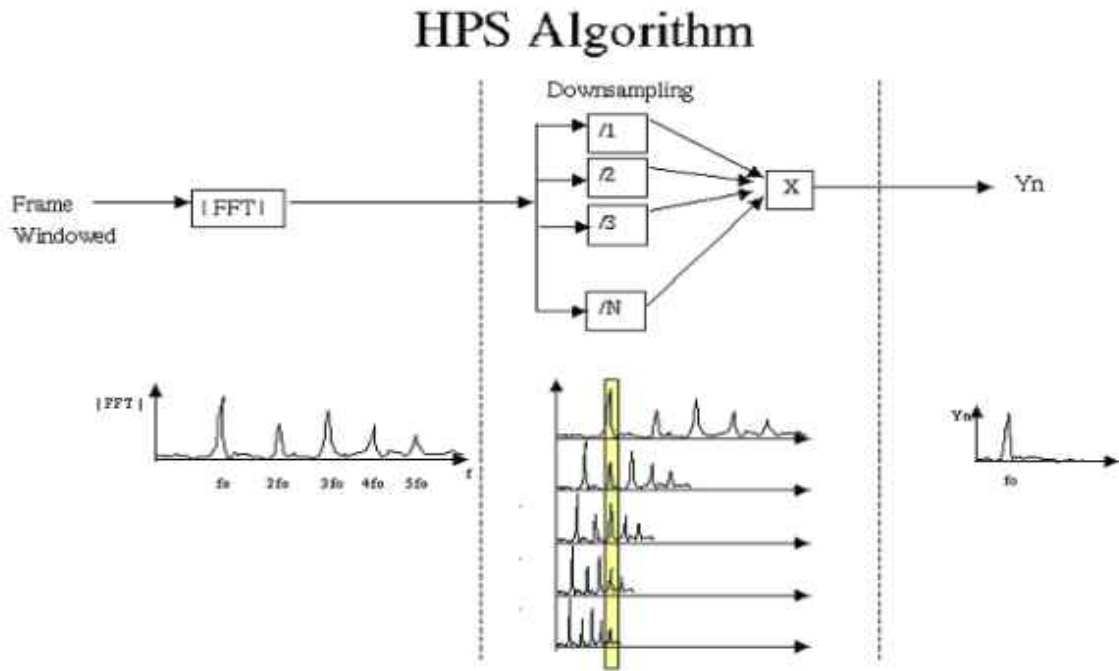 HPS Algorithm
Downsampling
/1
/2
/3
/N
X
Yn
Frame
Windowed
|FFT|
|FFT|
fo 2fo 3fo 4fo 5fo
f
Yn
fo